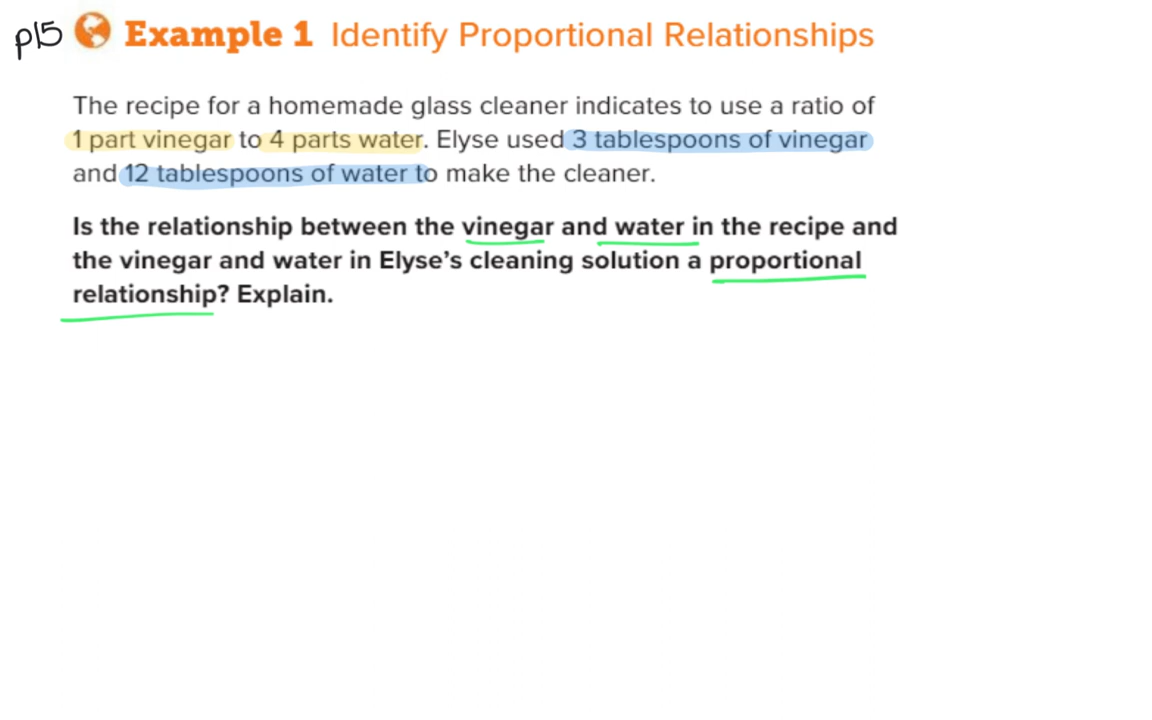 p15 Example 1 Identify Proportional Relationships
The recipe for a homemade glass cleaner indicates to use a ratio of
1 part vinegar to 4 parts water. Elyse used 3 tablespoons of vinegar
and 12 tablespoons of water to make the cleaner.
Is the relationship between the vinegar and water in the recipe and
the vinegar and water in Elyse's cleaning solution a proportional
relationship? Explain.